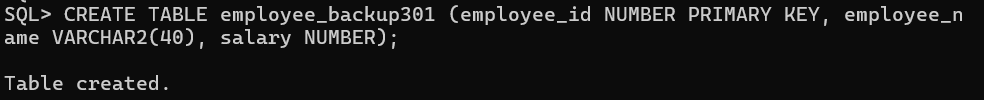 SQL> CREATE TABLE employee_backup301 (employee_id NUMBER PRIMARY KEY, employee_n
ame VARCHAR2(40), salary NUMBER);
Table created.